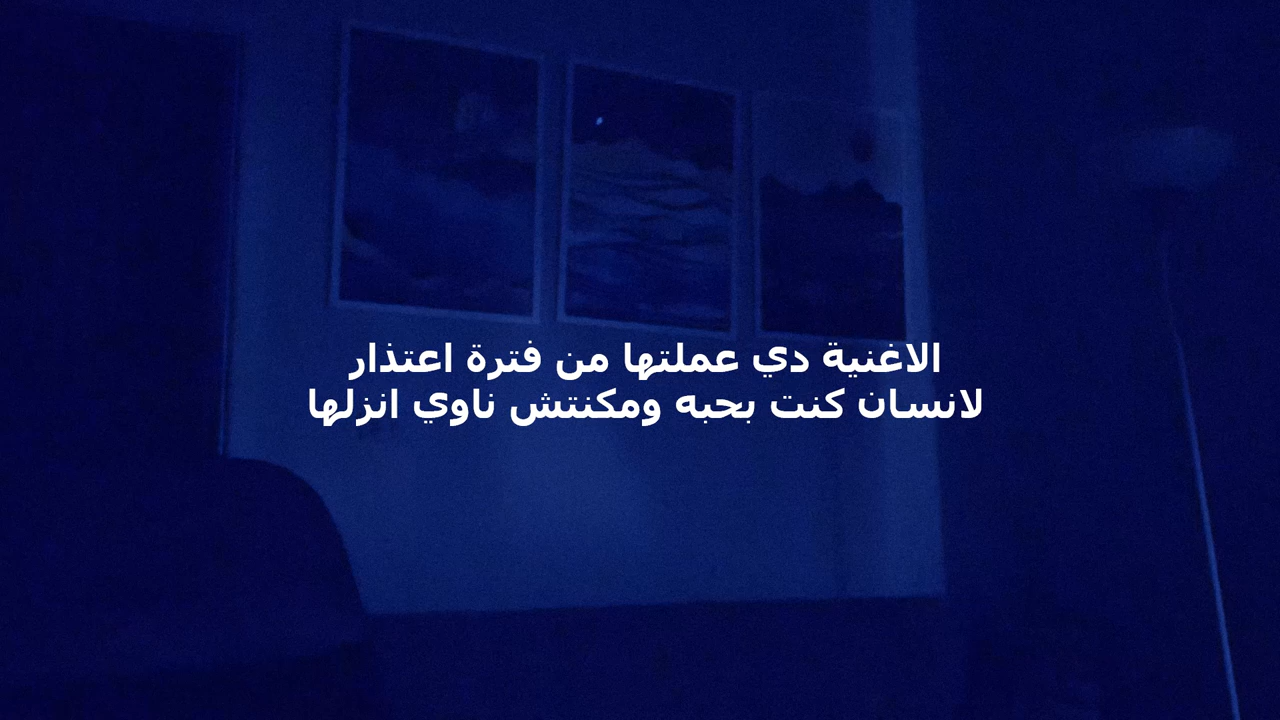 الاغنية دي عملتها من فترة اعتذار
لانسان كنت بحبه ومكنتش ناوي انزلها